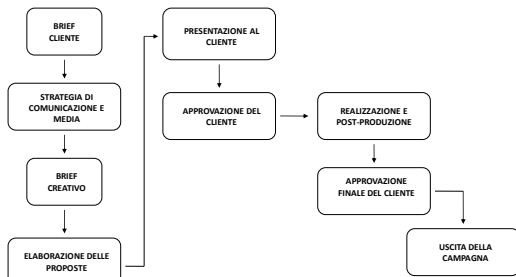 BRIEF
CLIENTE
STRATEGIA DI
COMUNICAZIONE E
MEDIA
BRIEF
CREATIVO
ELABORAZIONE DELLE
PROPOSTE
PRESENTAZIONE AL
CLIENTE
APPROVAZIONE DEL
CLIENTE
REALIZZAZIONE E
POST-PRODUZIONE
APPROVAZIONE
FINALE DEL CLIENTE
USCITA DELLA
CAMPAGNA